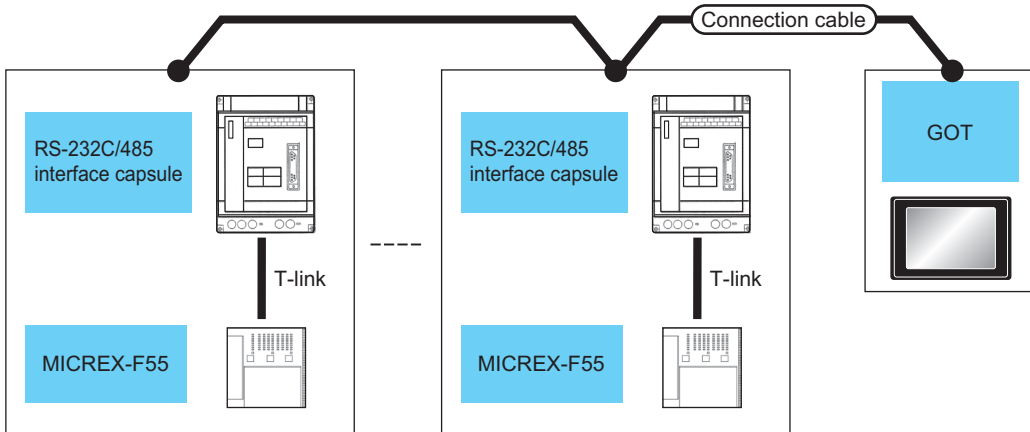 Connection cable
RS-232C/485
interface capsule
T-link
MICREX-F55
RS-232C/485
interface capsule
T-link
MICREX-F55
GOT